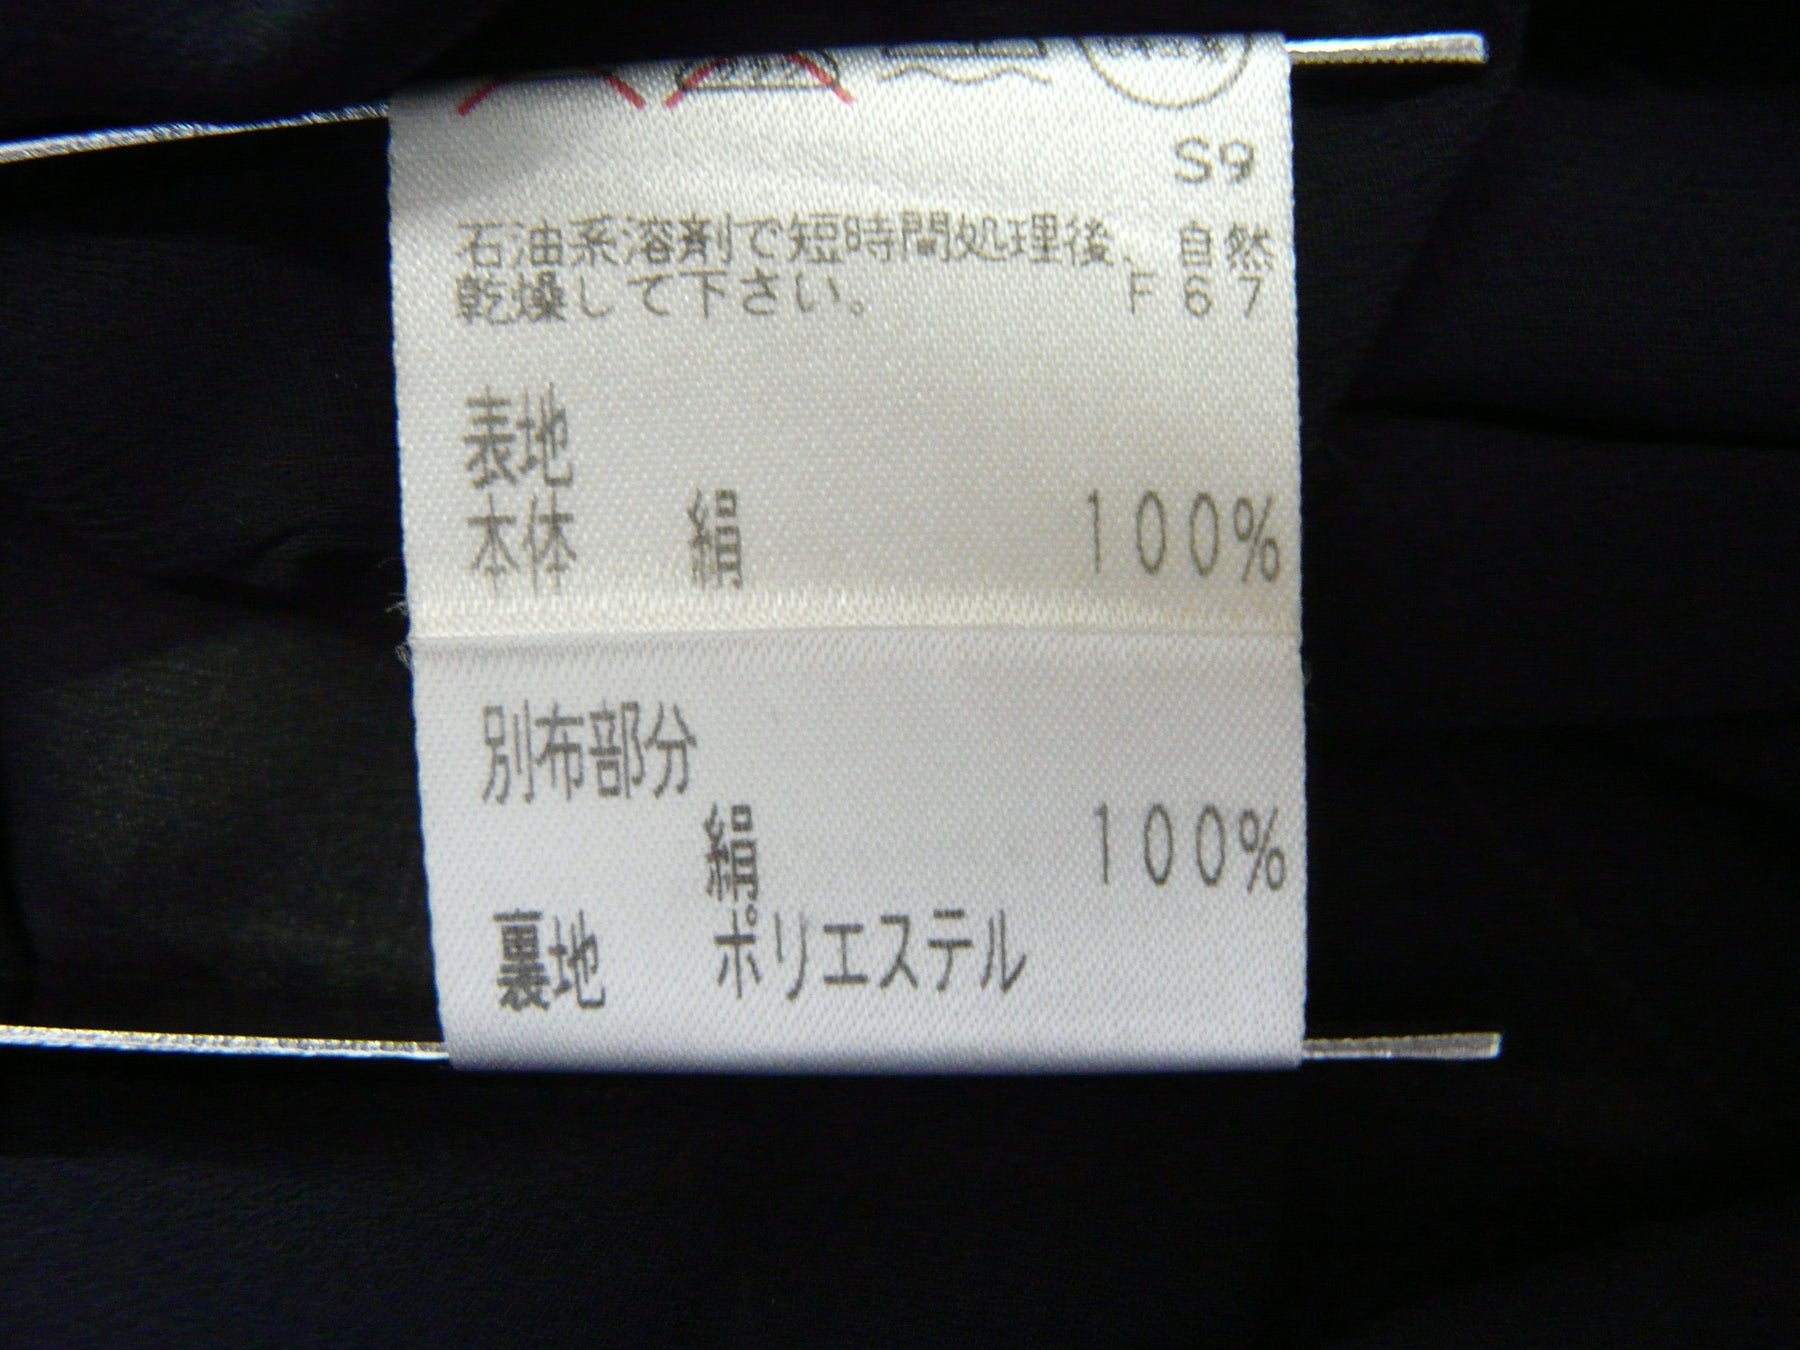 S9
石油系溶剤で短時間処理後、自然
乾燥して下さい。 F67
表地
本体 絹 100%
別布部分
絹 100%
裏地 ポリエステル